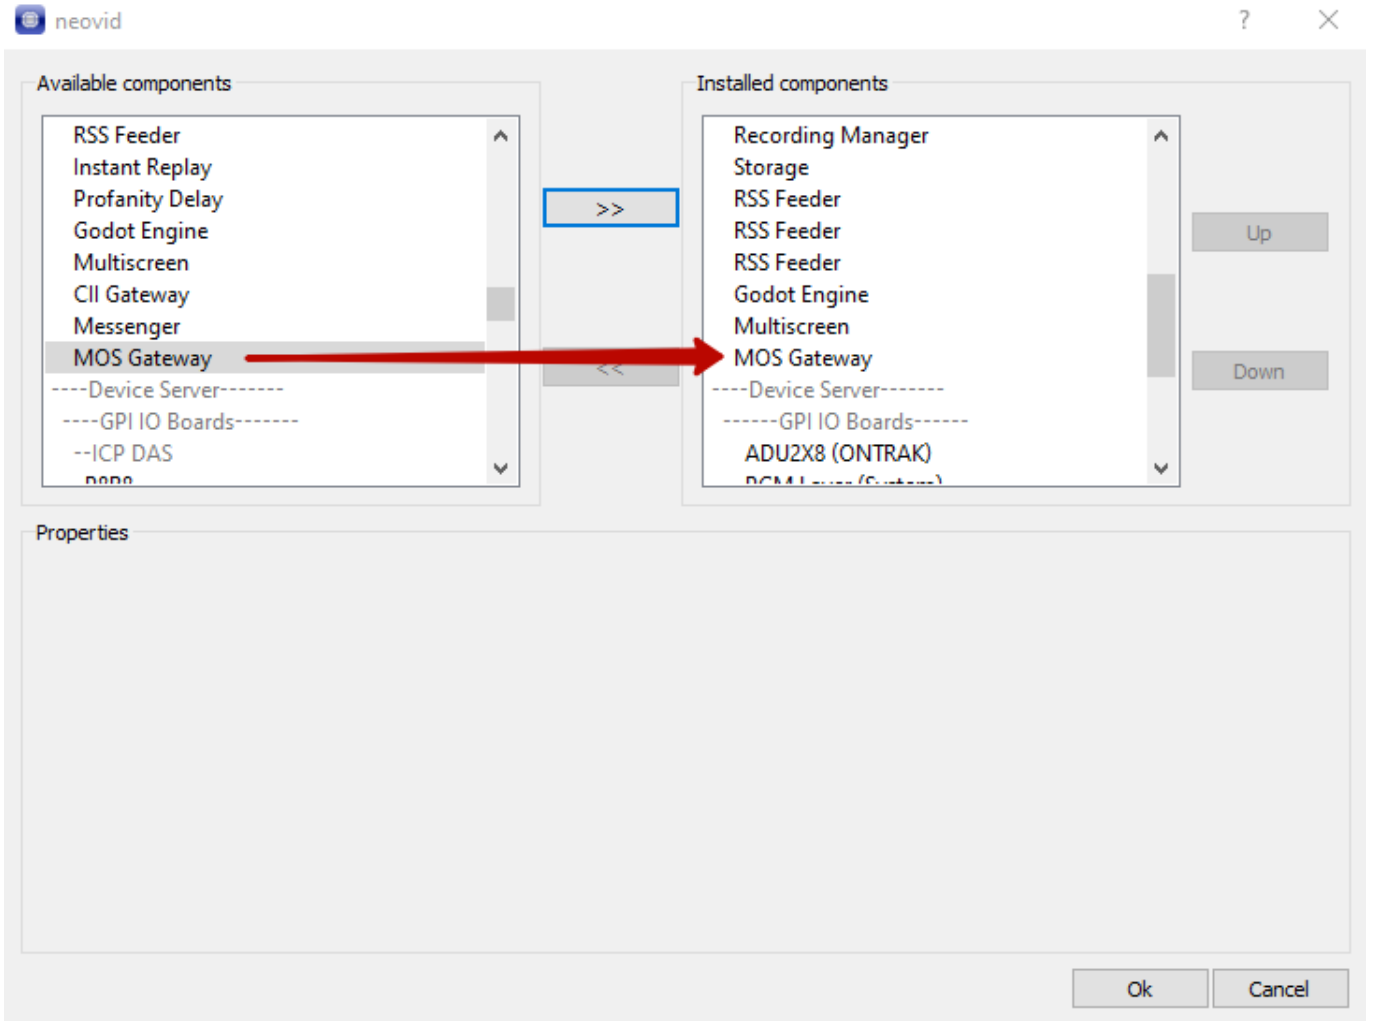 neovid
?
Available components
RSS Feeder
Instant Replay
Profanity Delay
Godot Engine
Multiscreen
CII Gateway
Messenger
MOS Gateway
----Device Server-------
----GPI IO Boards-------
--ICP DAS
>>
<<
Installed components
Recording Manager
Storage
RSS Feeder
RSS Feeder
RSS Feeder
Godot Engine
Multiscreen
MOS Gateway
----Device Server-------
------GPI IO Boards------
ADU2X8 (ONTRAK)
Up
Down
Properties
Ok
Cancel